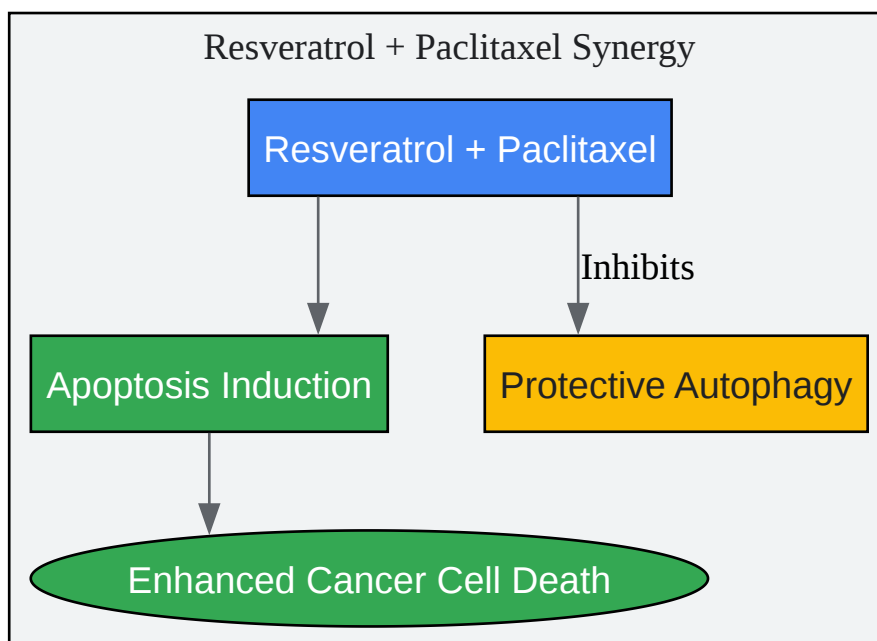 Resveratrol + Paclitaxel Synergy
Resveratrol + Paclitaxel
Inhibits
Apoptosis Induction
Protective Autophagy
Enhanced Cancer Cell Death